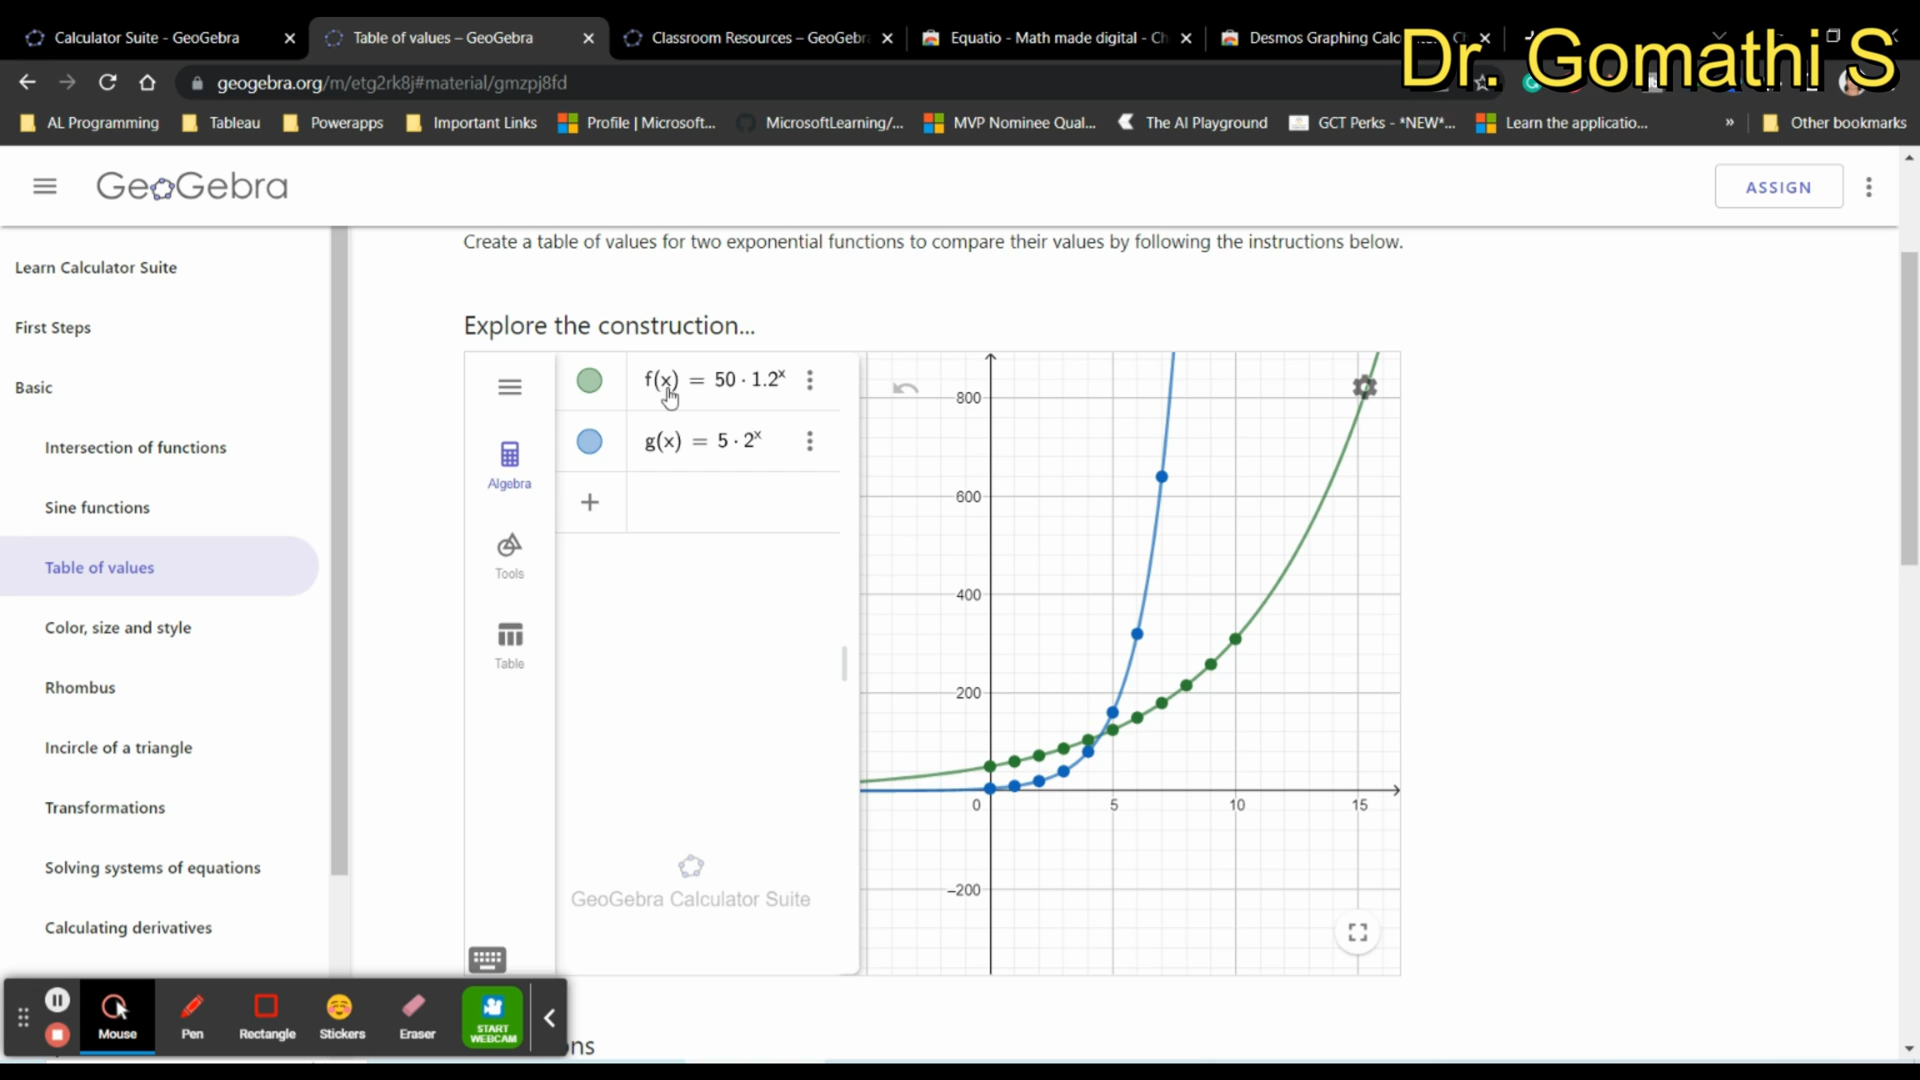 Calculator Suite - GeoGebra
Table of values – GeoGebra
Classroom Resources – GeoGebr
Equatio - Math made digital - Ch
Desmos Graphing Calc
Dr. Gomathi S
geogebra.org/m/etg2rk8j#material/gmzpj8fd
AL Programming
Tableau
Powerapps
Important Links
Profile | Microsoft...
MicrosoftLearning/...
MVP Nominee Qual...
The AI Playground
GCT Perks - *NEW*...
Learn the applicatio...
»
Other bookmarks
GeoGebra
ASSIGN
Create a table of values for two exponential functions to compare their values by following the instructions below.
Learn Calculator Suite
First Steps
Basic
Intersection of functions
Sine functions
Table of values
Color, size and style
Rhombus
Incircle of a triangle
Transformations
Solving systems of equations
Calculating derivatives
Explore the construction...
f(x) = 50 · 1.2ˣ
g(x) = 5 · 2ˣ
+
Algebra
Tools
Table
GeoGebra Calculator Suite
800
600
400
200
0
5
10
15
–200
Mouse
Pen
Rectangle
Stickers
Eraser
START
WEBCAM
ns